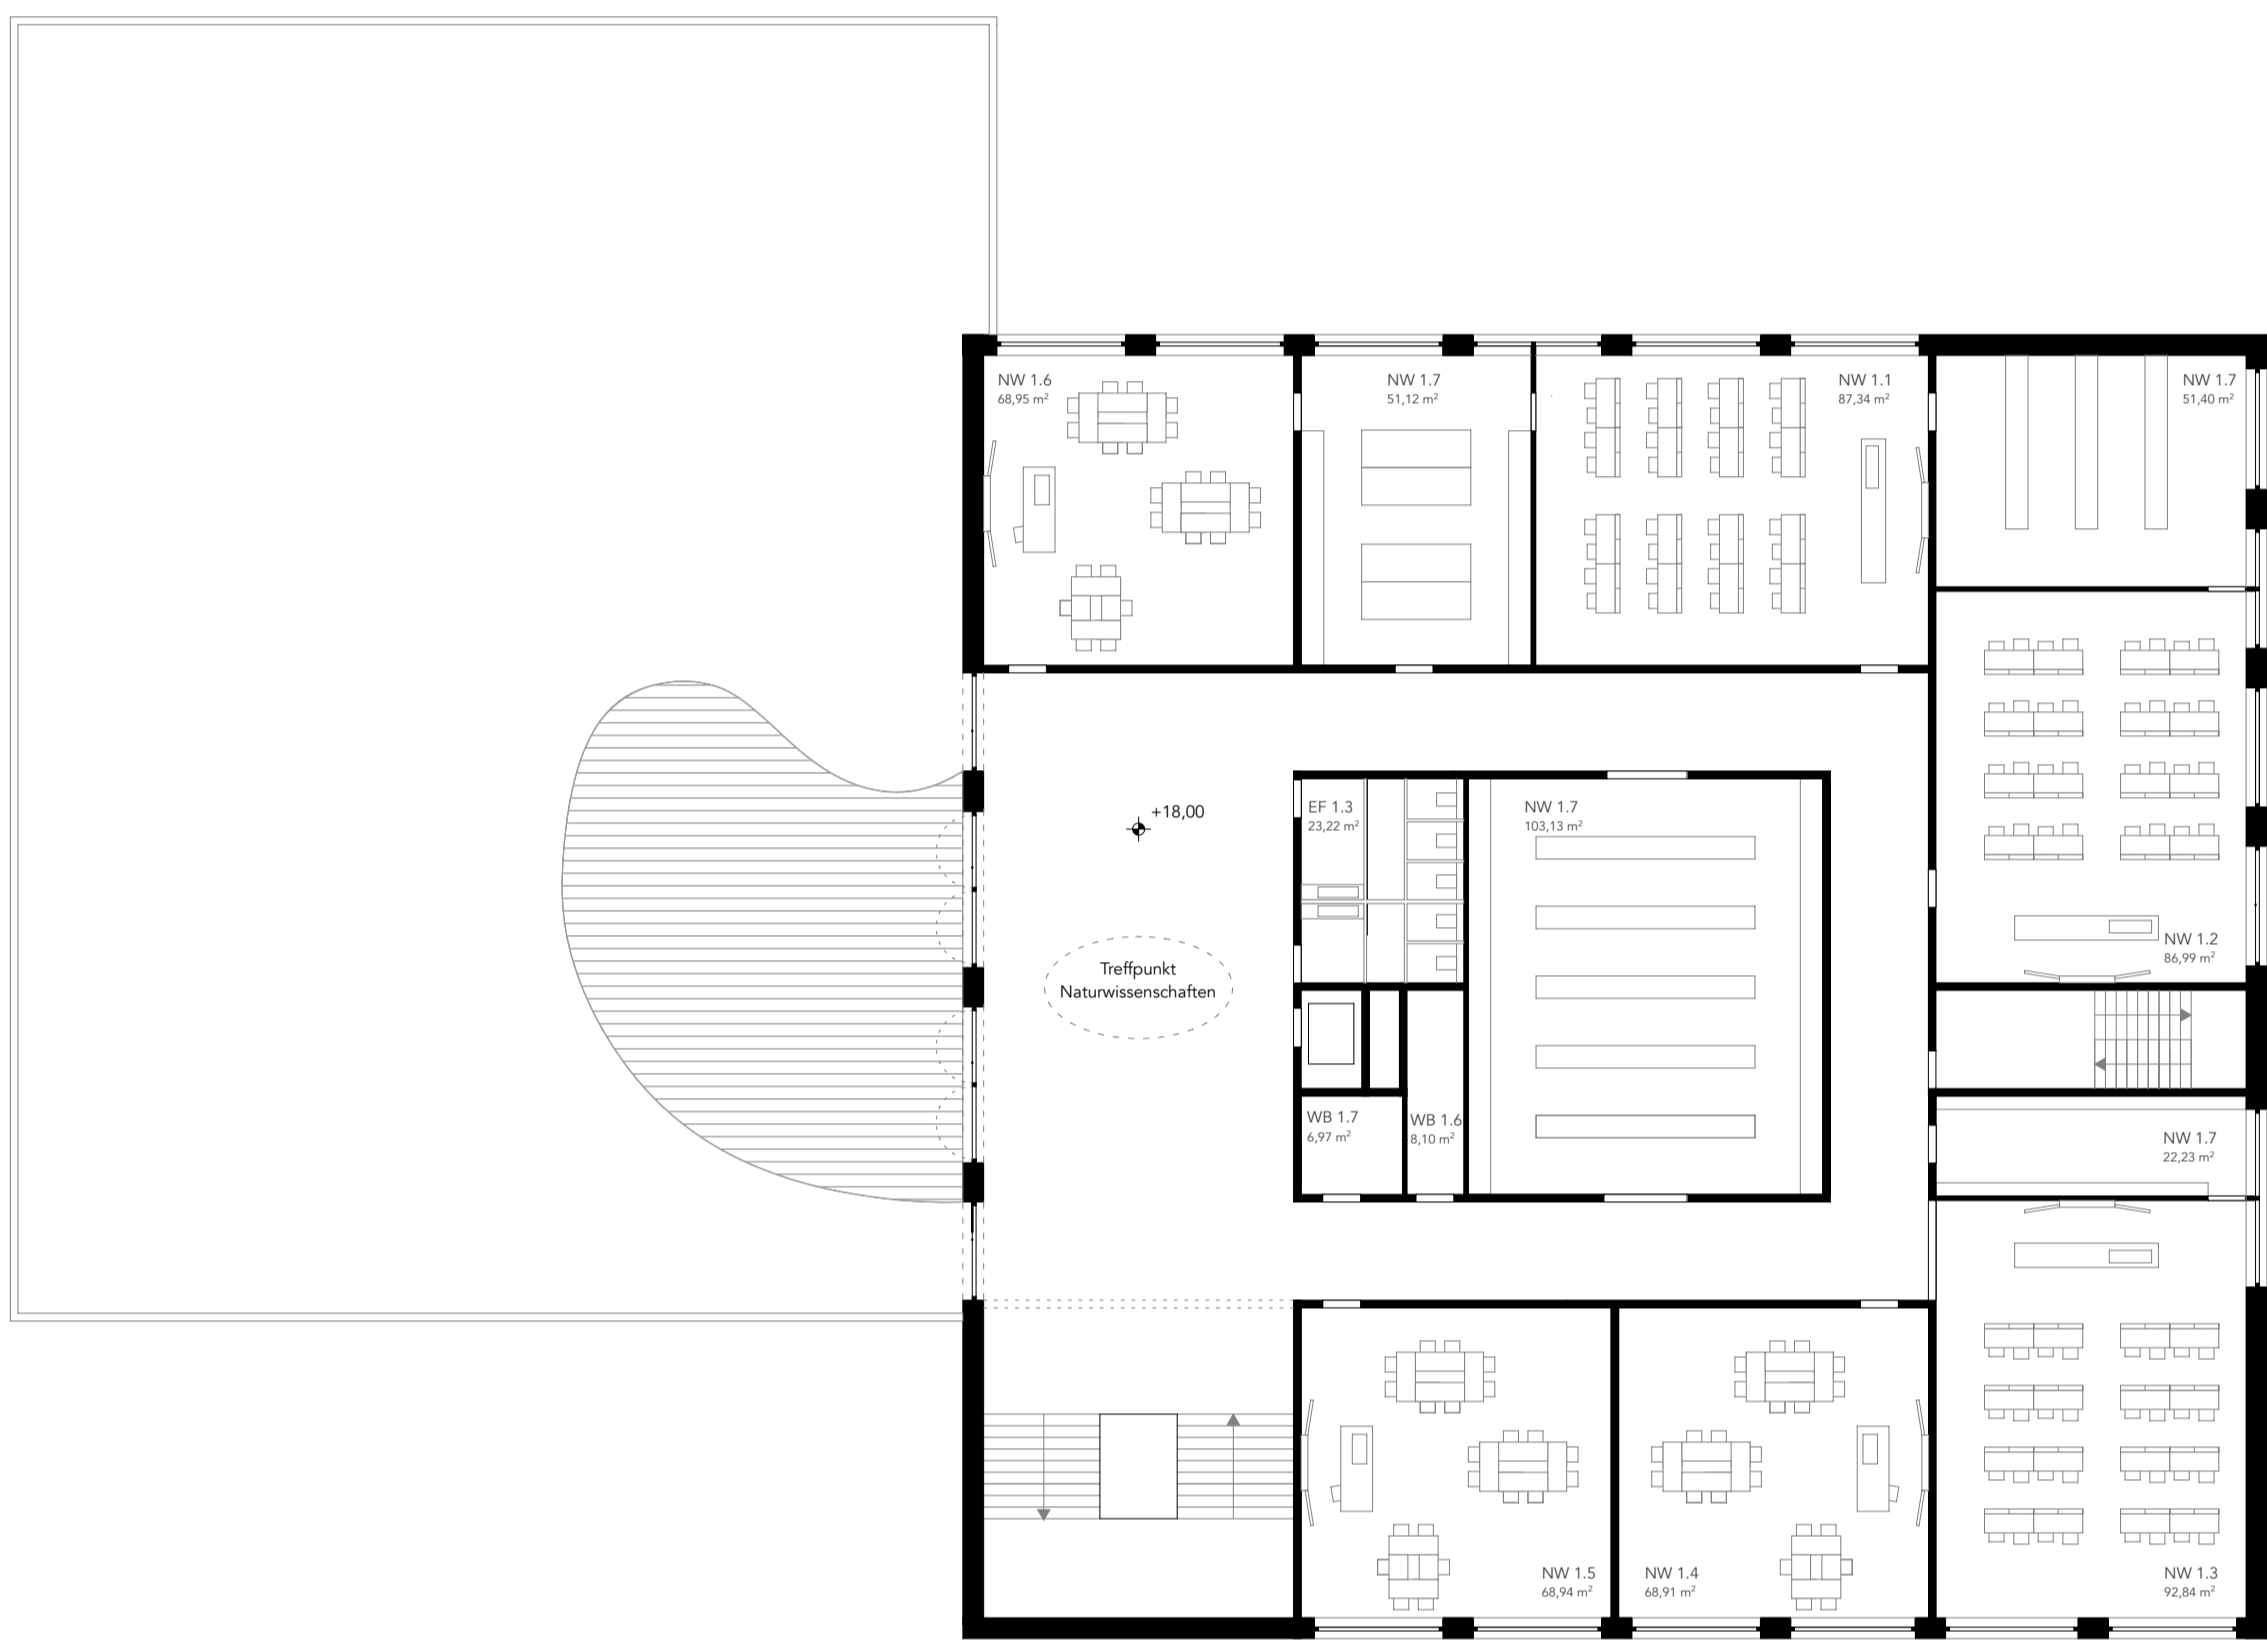 NW 1.6
68,95 m²
NW 1.7
51,12 m²
NW 1.1
87,34 m²
NW 1.7
51,40 m²
+18,00
EF 1.3
23,22 m²
NW 1.7
103,13 m²
Treffpunkt
Naturwissenschaften
NW 1.2
86,99 m²
WB 1.7
6,97 m²
WB 1.6
8,10 m²
NW 1.7
22,23 m²
NW 1.5
68,94 m²
NW 1.4
68,91 m²
NW 1.3
92,84 m²